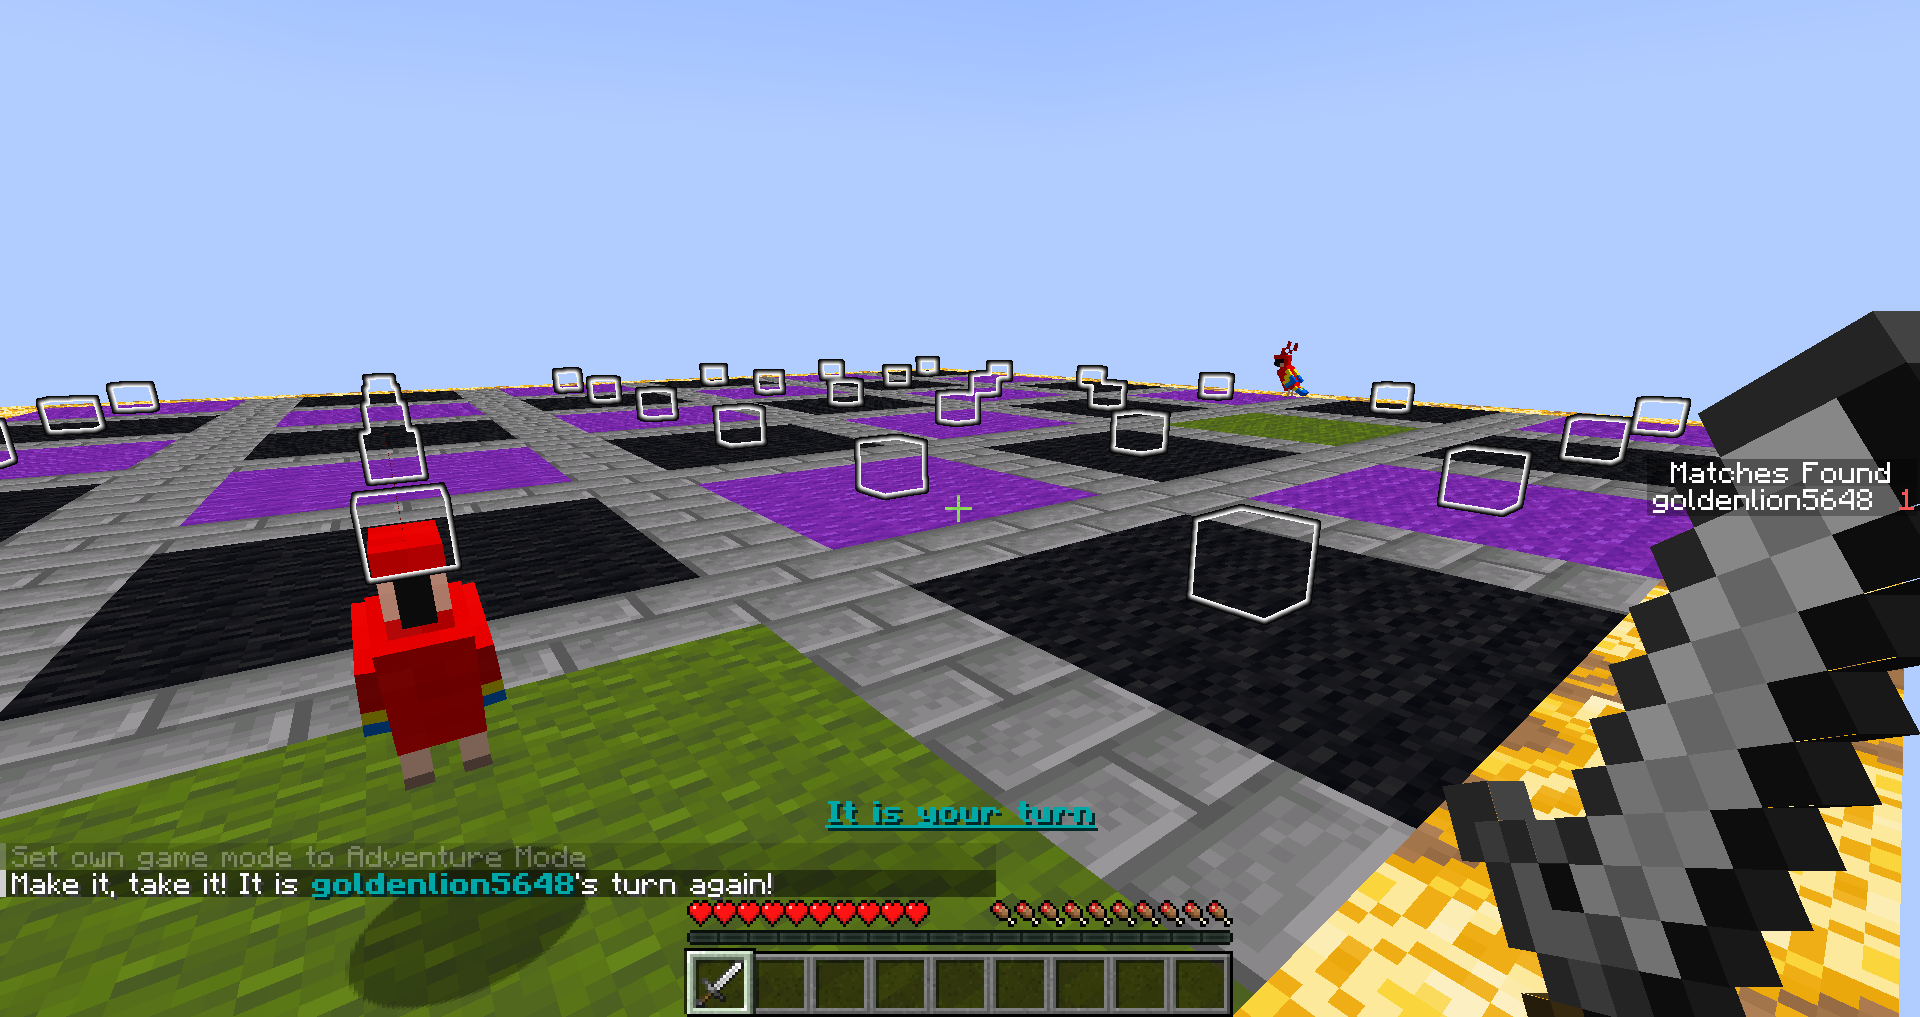 Matches Found
goldenlion5648 1
It is your turn
Set own game mode to Adventure Mode
Make it, take it! It is goldenlion5648's turn again!